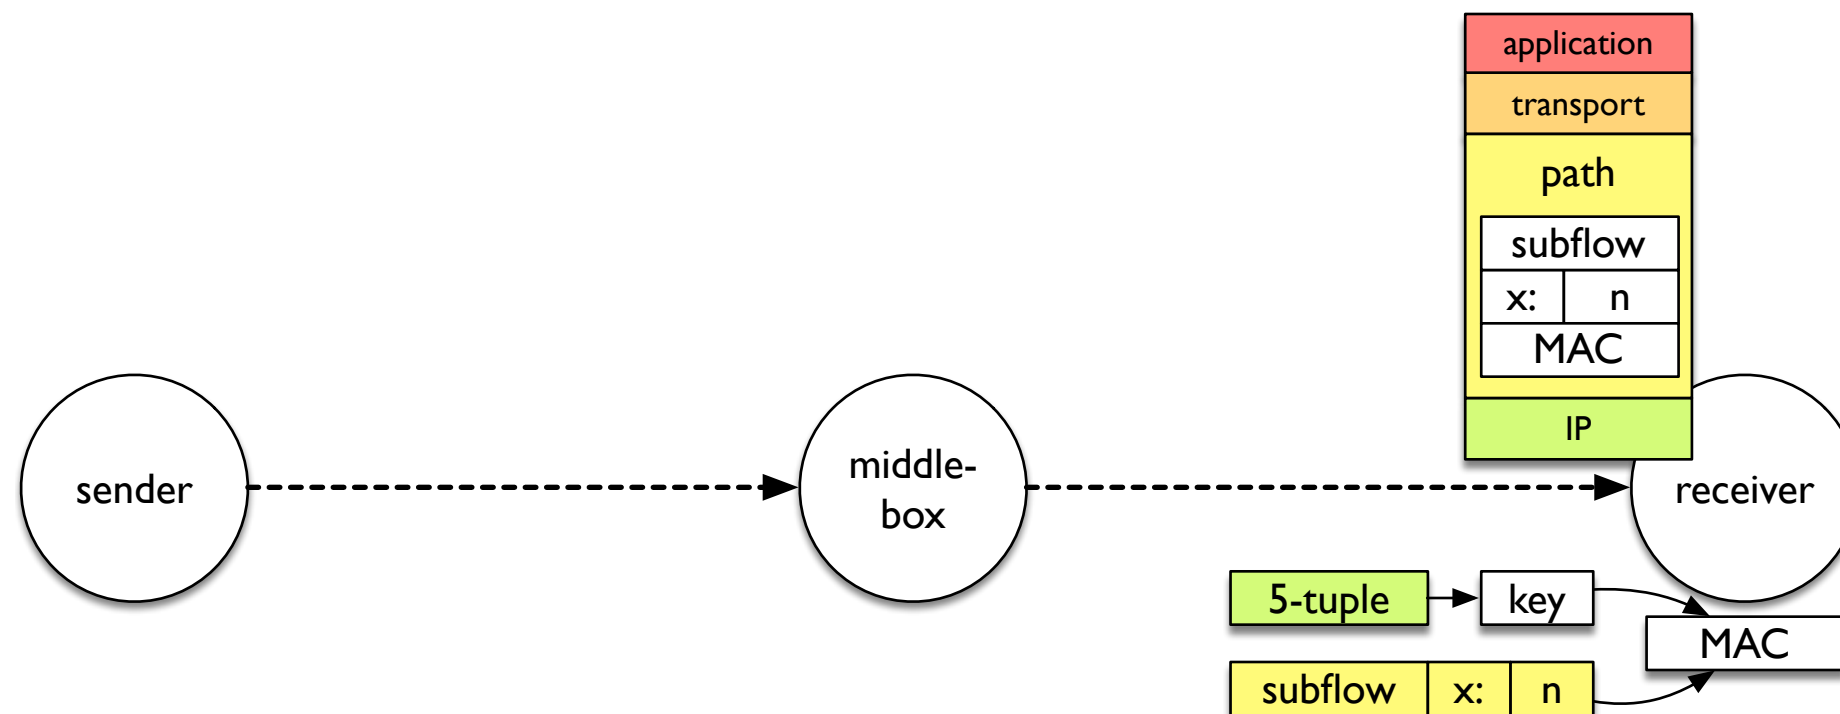 application
transport
path
subflow
x: n
MAC
IP
sender
middle-
box
receiver
5-tuple
key
MAC
subflow x: n